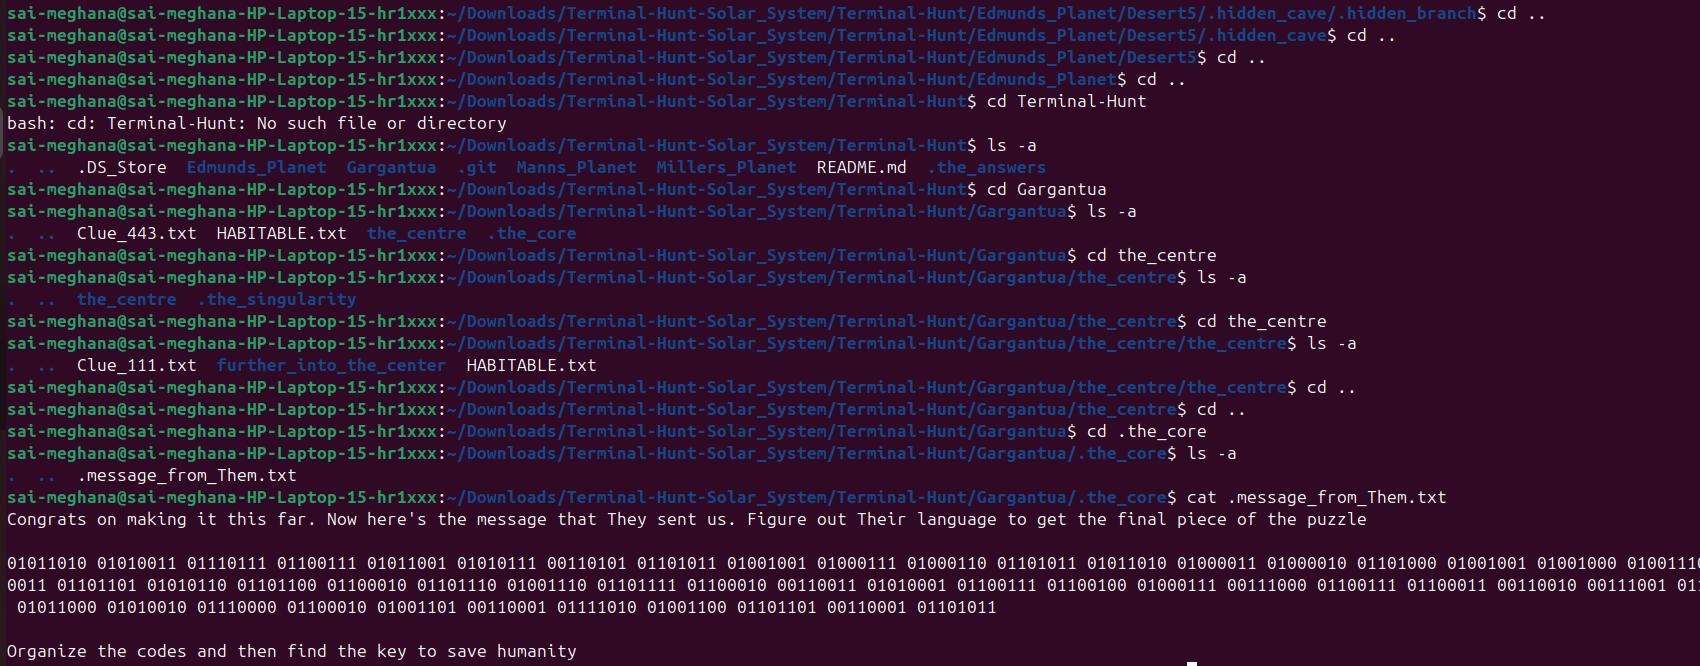 sai-meghana@sai-meghana-HP-Laptop-15-hr1xxx:~/Downloads/Terminal-Hunt-Solar_System/Terminal-Hunt/Edmunds_Planet/Desert5/.hidden_cave/.hidden_branch$ cd ..
sai-meghana@sai-meghana-HP-Laptop-15-hr1xxx:~/Downloads/Terminal-Hunt-Solar_System/Terminal-Hunt/Edmunds_Planet/Desert5/.hidden_cave$ cd ..
sai-meghana@sai-meghana-HP-Laptop-15-hr1xxx:~/Downloads/Terminal-Hunt-Solar_System/Terminal-Hunt/Edmunds_Planet/Desert5$ cd ..
sai-meghana@sai-meghana-HP-Laptop-15-hr1xxx:~/Downloads/Terminal-Hunt-Solar_System/Terminal-Hunt/Edmunds_Planet$ cd ..
sai-meghana@sai-meghana-HP-Laptop-15-hr1xxx:~/Downloads/Terminal-Hunt-Solar_System/Terminal-Hunt$ cd Terminal-Hunt
bash: cd: Terminal-Hunt: No such file or directory
sai-meghana@sai-meghana-HP-Laptop-15-hr1xxx:~/Downloads/Terminal-Hunt-Solar_System/Terminal-Hunt$ ls -a
.  ..  .DS_Store  Edmunds_Planet  Gargantua  .git  Manns_Planet  Millers_Planet  README.md  .the_answers
sai-meghana@sai-meghana-HP-Laptop-15-hr1xxx:~/Downloads/Terminal-Hunt-Solar_System/Terminal-Hunt$ cd Gargantua
sai-meghana@sai-meghana-HP-Laptop-15-hr1xxx:~/Downloads/Terminal-Hunt-Solar_System/Terminal-Hunt/Gargantua$ ls -a
.  ..  Clue_443.txt  HABITABLE.txt  the_centre  .the_core
sai-meghana@sai-meghana-HP-Laptop-15-hr1xxx:~/Downloads/Terminal-Hunt-Solar_System/Terminal-Hunt/Gargantua$ cd the_centre
sai-meghana@sai-meghana-HP-Laptop-15-hr1xxx:~/Downloads/Terminal-Hunt-Solar_System/Terminal-Hunt/Gargantua/the_centre$ ls -a
.  ..  the_centre  .the_singularity
sai-meghana@sai-meghana-HP-Laptop-15-hr1xxx:~/Downloads/Terminal-Hunt-Solar_System/Terminal-Hunt/Gargantua/the_centre$ cd the_centre
sai-meghana@sai-meghana-HP-Laptop-15-hr1xxx:~/Downloads/Terminal-Hunt-Solar_System/Terminal-Hunt/Gargantua/the_centre/the_centre$ ls -a
.  ..  Clue_111.txt  further_into_the_center  HABITABLE.txt
sai-meghana@sai-meghana-HP-Laptop-15-hr1xxx:~/Downloads/Terminal-Hunt-Solar_System/Terminal-Hunt/Gargantua/the_centre/the_centre$ cd ..
sai-meghana@sai-meghana-HP-Laptop-15-hr1xxx:~/Downloads/Terminal-Hunt-Solar_System/Terminal-Hunt/Gargantua/the_centre$ cd ..
sai-meghana@sai-meghana-HP-Laptop-15-hr1xxx:~/Downloads/Terminal-Hunt-Solar_System/Terminal-Hunt/Gargantua$ cd .the_core
sai-meghana@sai-meghana-HP-Laptop-15-hr1xxx:~/Downloads/Terminal-Hunt-Solar_System/Terminal-Hunt/Gargantua/.the_core$ ls -a
.  ..  .message_from_Them.txt
sai-meghana@sai-meghana-HP-Laptop-15-hr1xxx:~/Downloads/Terminal-Hunt-Solar_System/Terminal-Hunt/Gargantua/.the_core$ cat .message_from_Them.txt
Congrats on making it this far. Now here's the message that They sent us. Figure out Their language to get the final piece of the puzzle
01011010 01010011 01110111 01100111 01011001 01010111 00110101 01101011 01001001 01000111 01000110 01101011 01011010 01000011 01000010 01101000 01001001 01001000 0100111
0011 01101101 01010110 01101100 01100010 01101110 01001110 01101111 01100010 00110011 01010001 01100111 01100100 01000111 00111000 01100111 01100011 00110010 00111001 01
01011000 01010010 01110000 01100010 01001101 00110001 01111010 01001100 01101101 00110001 01101011
Organize the codes and then find the key to save humanity